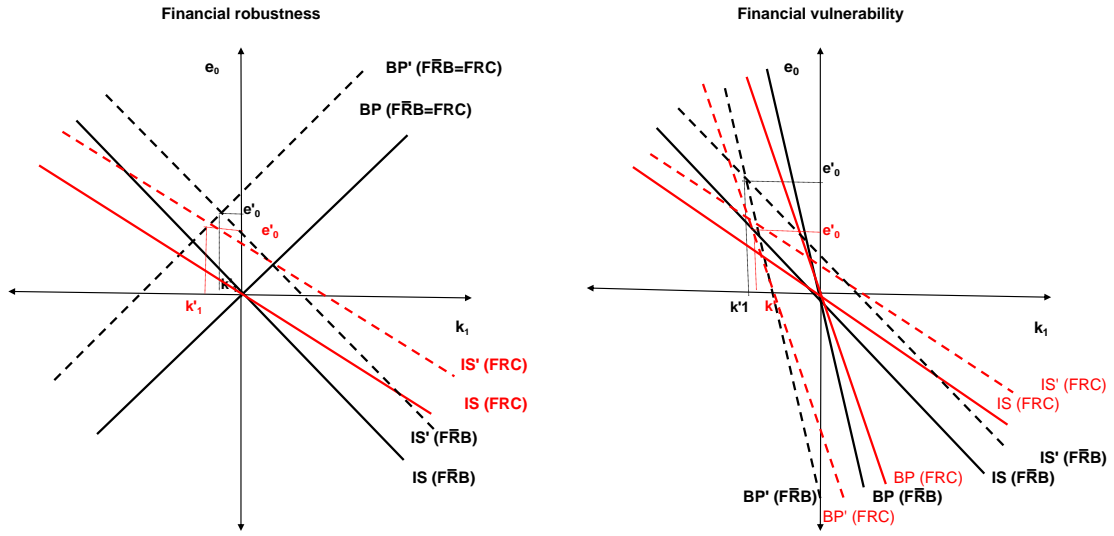 Financial robustness
e₀
BP' (FR̅B=FRC)
BP (FR̅B=FRC)
e'₀
e'₀
k'
k'₁
k₁
IS' (FRC)
IS (FRC)
IS' (FR̅B)
IS (FR̅B)
Financial vulnerability
e₀
e'₀
e'₀
k'1
k'
k₁
IS' (FRC)
IS (FRC)
IS' (FR̅B)
IS (FR̅B)
BP (FRC)
BP' (FR̅B)
BP (FR̅B)
BP' (FRC)